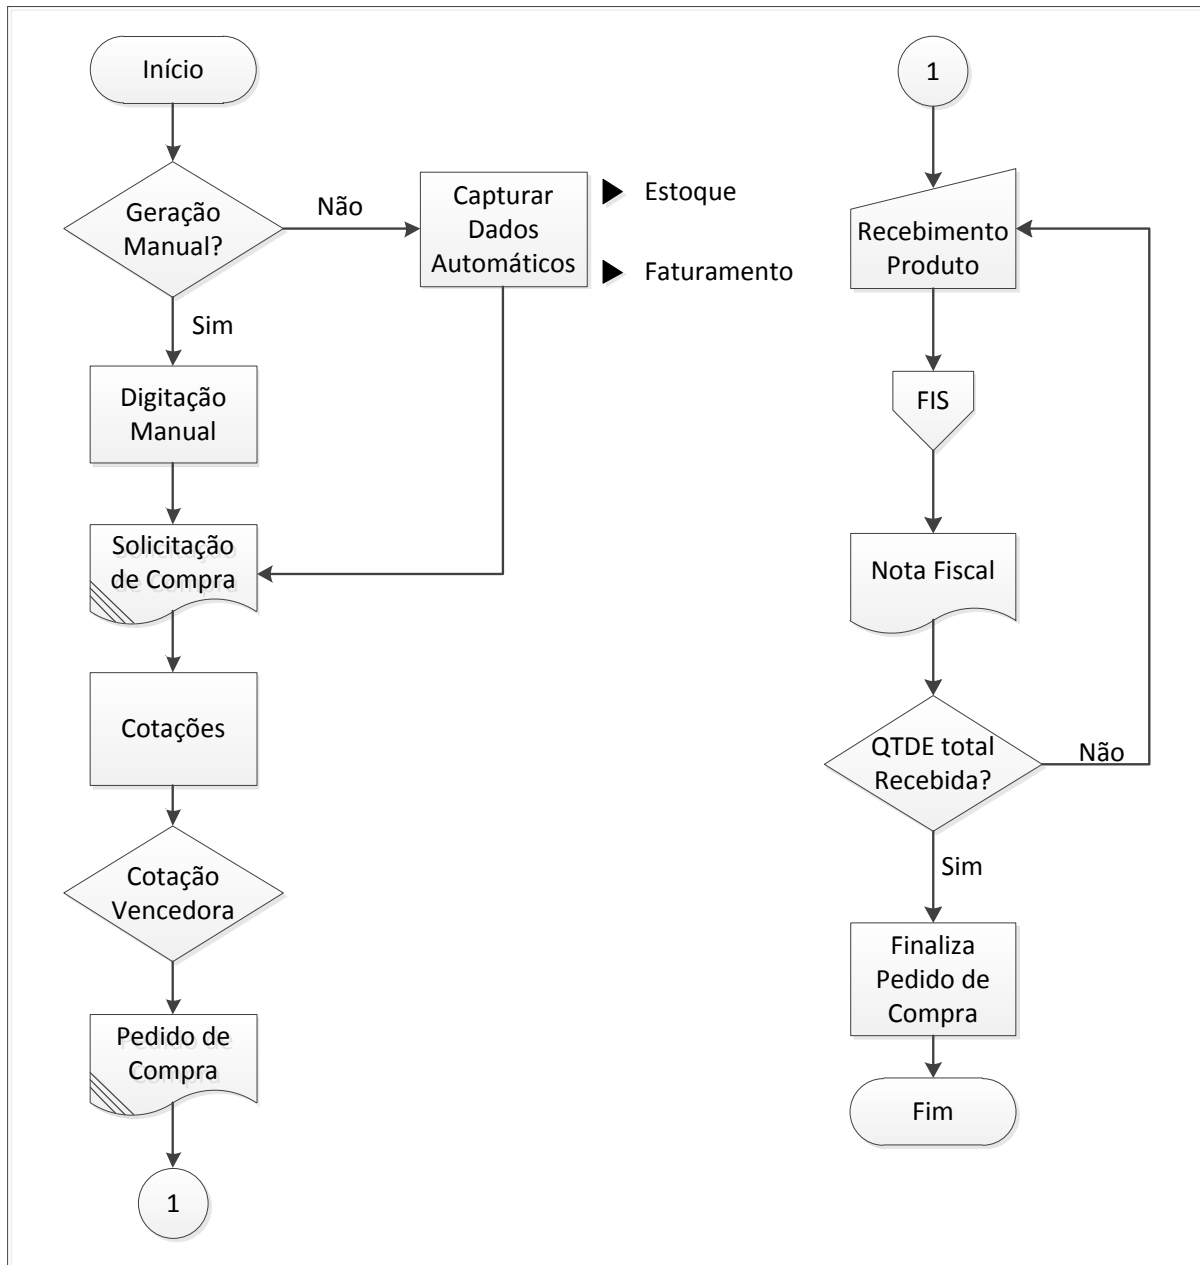 Início
Geração
Manual?
Não
Capturar
Dados
Automáticos
Estoque
Faturamento
Sim
Digitação
Manual
Solicitação
de Compra
Cotações
Cotação
Vencedora
Pedido de
Compra
1
1
Recebimento
Produto
FIS
Nota Fiscal
QTDE total
Recebida?
Não
Sim
Finaliza
Pedido de
Compra
Fim